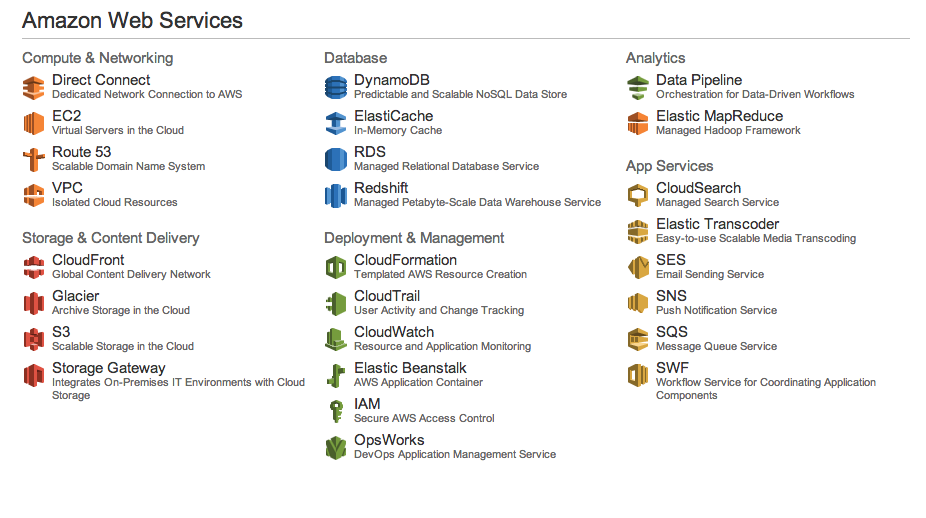 Amazon Web Services
Compute & Networking
Direct Connect
Dedicated Network Connection to AWS
EC2
Virtual Servers in the Cloud
Route 53
Scalable Domain Name System
VPC
Isolated Cloud Resources
Storage & Content Delivery
CloudFront
Global Content Delivery Network
Glacier
Archive Storage in the Cloud
S3
Scalable Storage in the Cloud
Storage Gateway
Integrates On-Premises IT Environments with Cloud
Storage
Database
DynamoDB
Predictable and Scalable NoSQL Data Store
ElastiCache
In-Memory Cache
RDS
Managed Relational Database Service
Redshift
Managed Petabyte-Scale Data Warehouse Service
Deployment & Management
CloudFormation
Templated AWS Resource Creation
CloudTrail
User Activity and Change Tracking
CloudWatch
Resource and Application Monitoring
Elastic Beanstalk
AWS Application Container
IAM
Secure AWS Access Control
OpsWorks
DevOps Application Management Service
Analytics
Data Pipeline
Orchestration for Data-Driven Workflows
Elastic MapReduce
Managed Hadoop Framework
App Services
CloudSearch
Managed Search Service
Elastic Transcoder
Easy-to-use Scalable Media Transcoding
SES
Email Sending Service
SNS
Push Notification Service
SQS
Message Queue Service
SWF
Workflow Service for Coordinating Application
Components